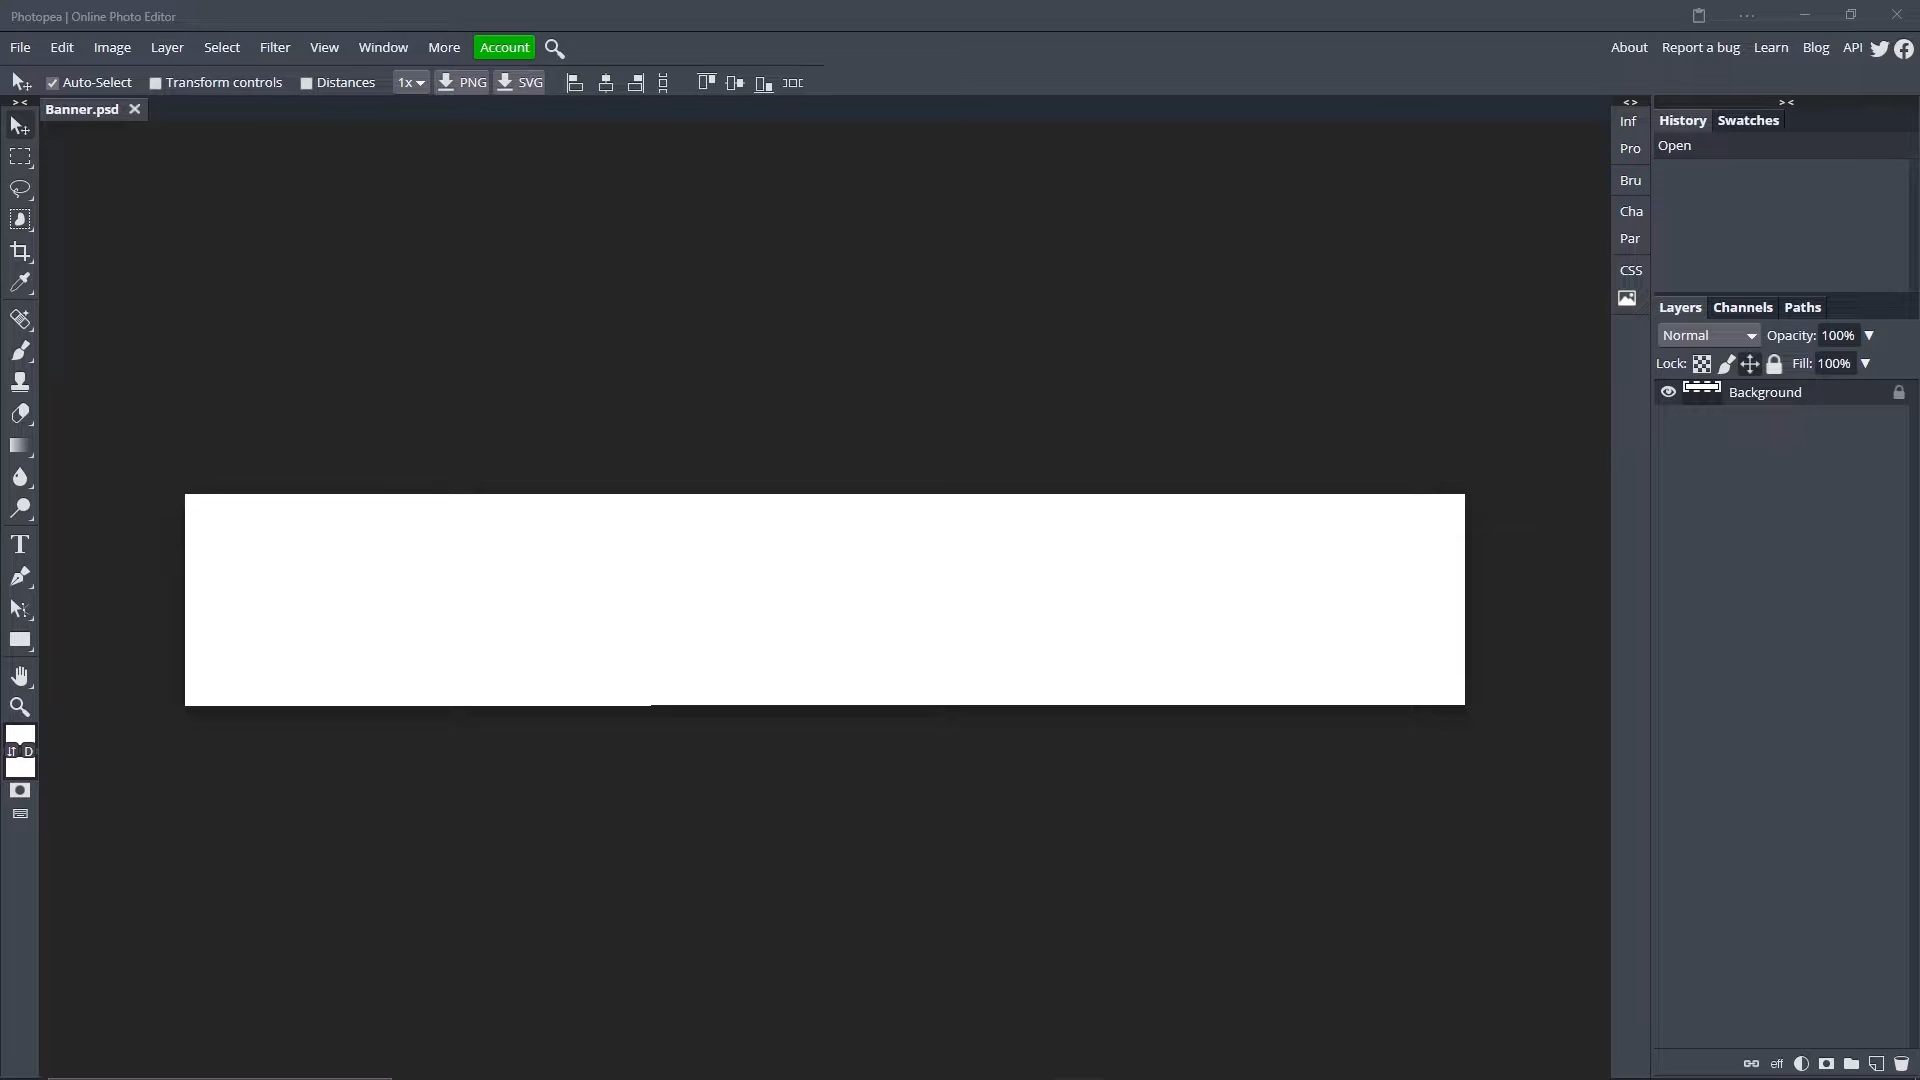 Photopea | Online Photo Editor
File Edit Image Layer Select Filter View Window More Account About Report a bug Learn Blog API
Auto-Select Transform controls Distances 1x PNG SVG
Banner.psd
Inf
Pro
Bru
Cha
Par
CSS
History Swatches
Open
Layers Channels Paths
Normal Opacity: 100%
Lock: Fill: 100%
Background
T
D
eff